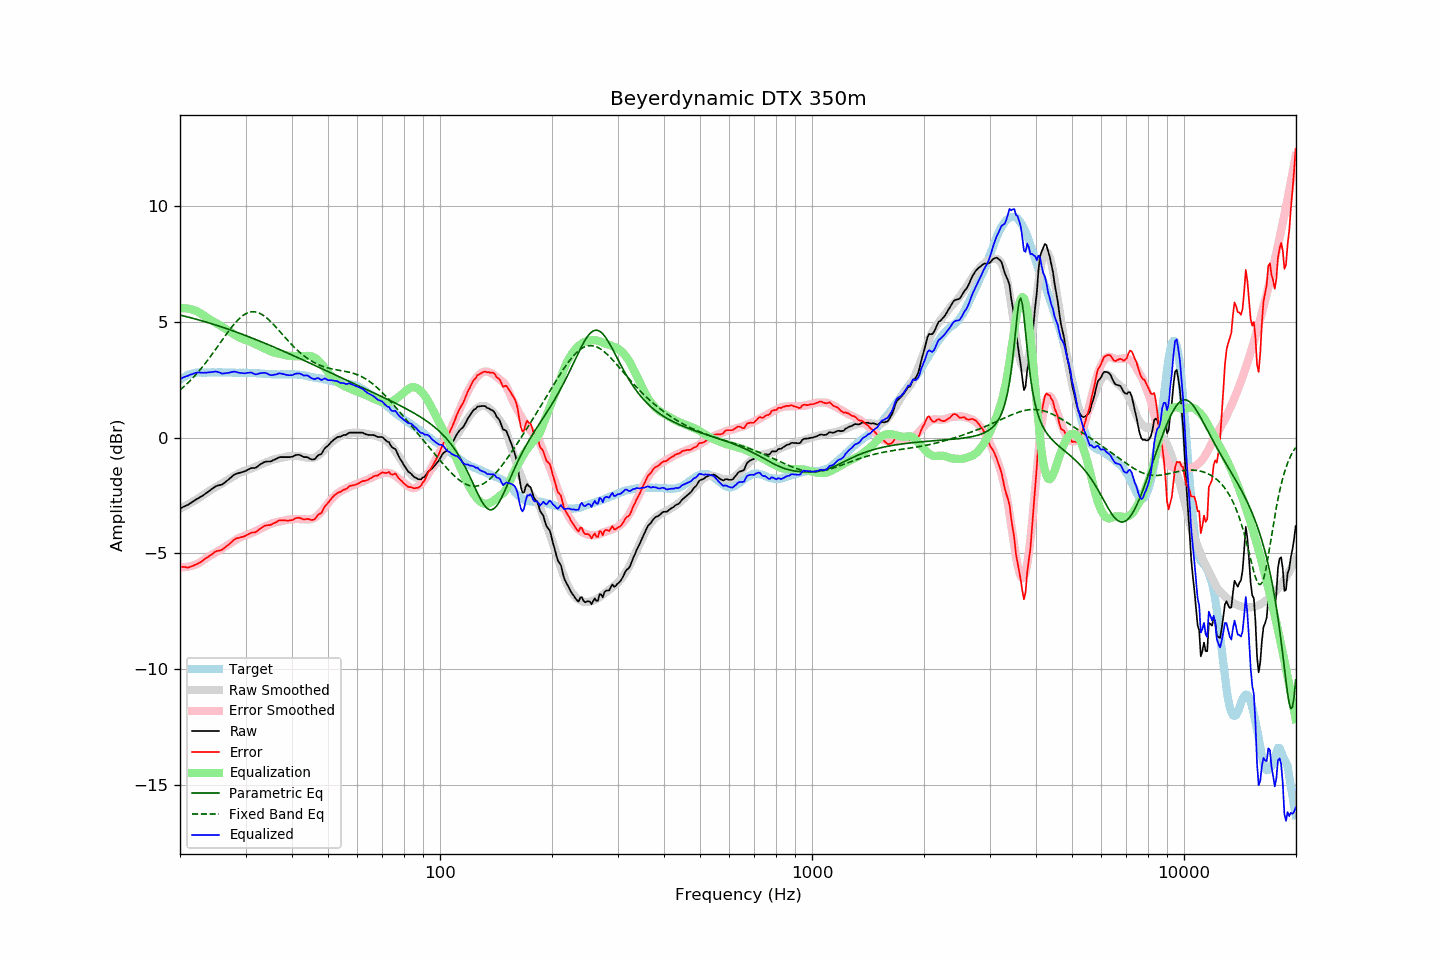 Beyerdynamic DTX 350m
Amplitude (dBr)
10
5
0
−5
−10
−15
Target
Raw Smoothed
Error Smoothed
Raw
Error
Equalization
Parametric Eq
Fixed Band Eq
Equalized
100
1000
10000
Frequency (Hz)